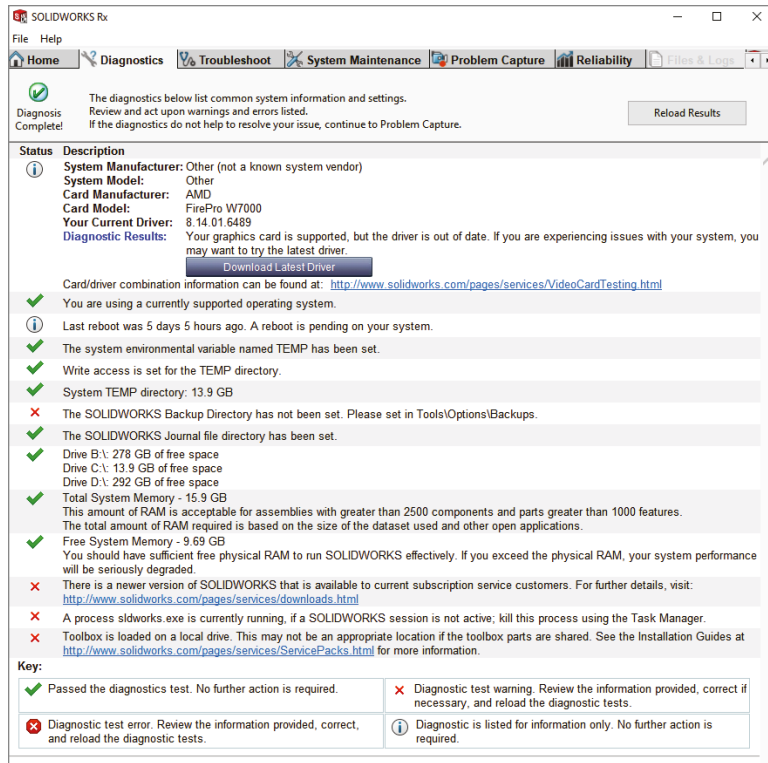 SOLIDWORKS Rx
File Help
Home Diagnostics Troubleshoot System Maintenance Problem Capture Reliability Files & Logs
Diagnosis Complete!
The diagnostics below list common system information and settings.
Review and act upon warnings and errors listed.
If the diagnostics do not help to resolve your issue, continue to Problem Capture.
Reload Results
Status Description
System Manufacturer: Other (not a known system vendor)
System Model: Other
Card Manufacturer: AMD
Card Model: FirePro W7000
Your Current Driver: 8.14.01.6489
Diagnostic Results: Your graphics card is supported, but the driver is out of date. If you are experiencing issues with your system, you
may want to try the latest driver.
Download Latest Driver
Card/driver combination information can be found at: http://www.solidworks.com/pages/services/VideoCardTesting.html
You are using a currently supported operating system.
Last reboot was 5 days 5 hours ago. A reboot is pending on your system.
The system environmental variable named TEMP has been set.
Write access is set for the TEMP directory.
System TEMP directory: 13.9 GB
The SOLIDWORKS Backup Directory has not been set. Please set in Tools\Options\Backups.
The SOLIDWORKS Journal file directory has been set.
Drive B:\: 278 GB of free space
Drive C:\: 13.9 GB of free space
Drive D:\: 292 GB of free space
Total System Memory - 15.9 GB
This amount of RAM is acceptable for assemblies with greater than 2500 components and parts greater than 1000 features.
The total amount of RAM required is based on the size of the dataset used and other open applications.
Free System Memory - 9.69 GB
You should have sufficient free physical RAM to run SOLIDWORKS effectively. If you exceed the physical RAM, your system performance
will be seriously degraded.
There is a newer version of SOLIDWORKS that is available to current subscription service customers. For further details, visit:
http://www.solidworks.com/pages/services/downloads.html
A process sldworks.exe is currently running, if a SOLIDWORKS session is not active; kill this process using the Task Manager.
Toolbox is loaded on a local drive. This may not be an appropriate location if the toolbox parts are shared. See the Installation Guides at
http://www.solidworks.com/pages/services/ServicePacks.html for more information.
Key:
Passed the diagnostics test. No further action is required.
Diagnostic test warning. Review the information provided, correct if
necessary, and reload the diagnostic tests.
Diagnostic test error. Review the information provided, correct,
and reload the diagnostic tests.
Diagnostic is listed for information only. No further action is
required.